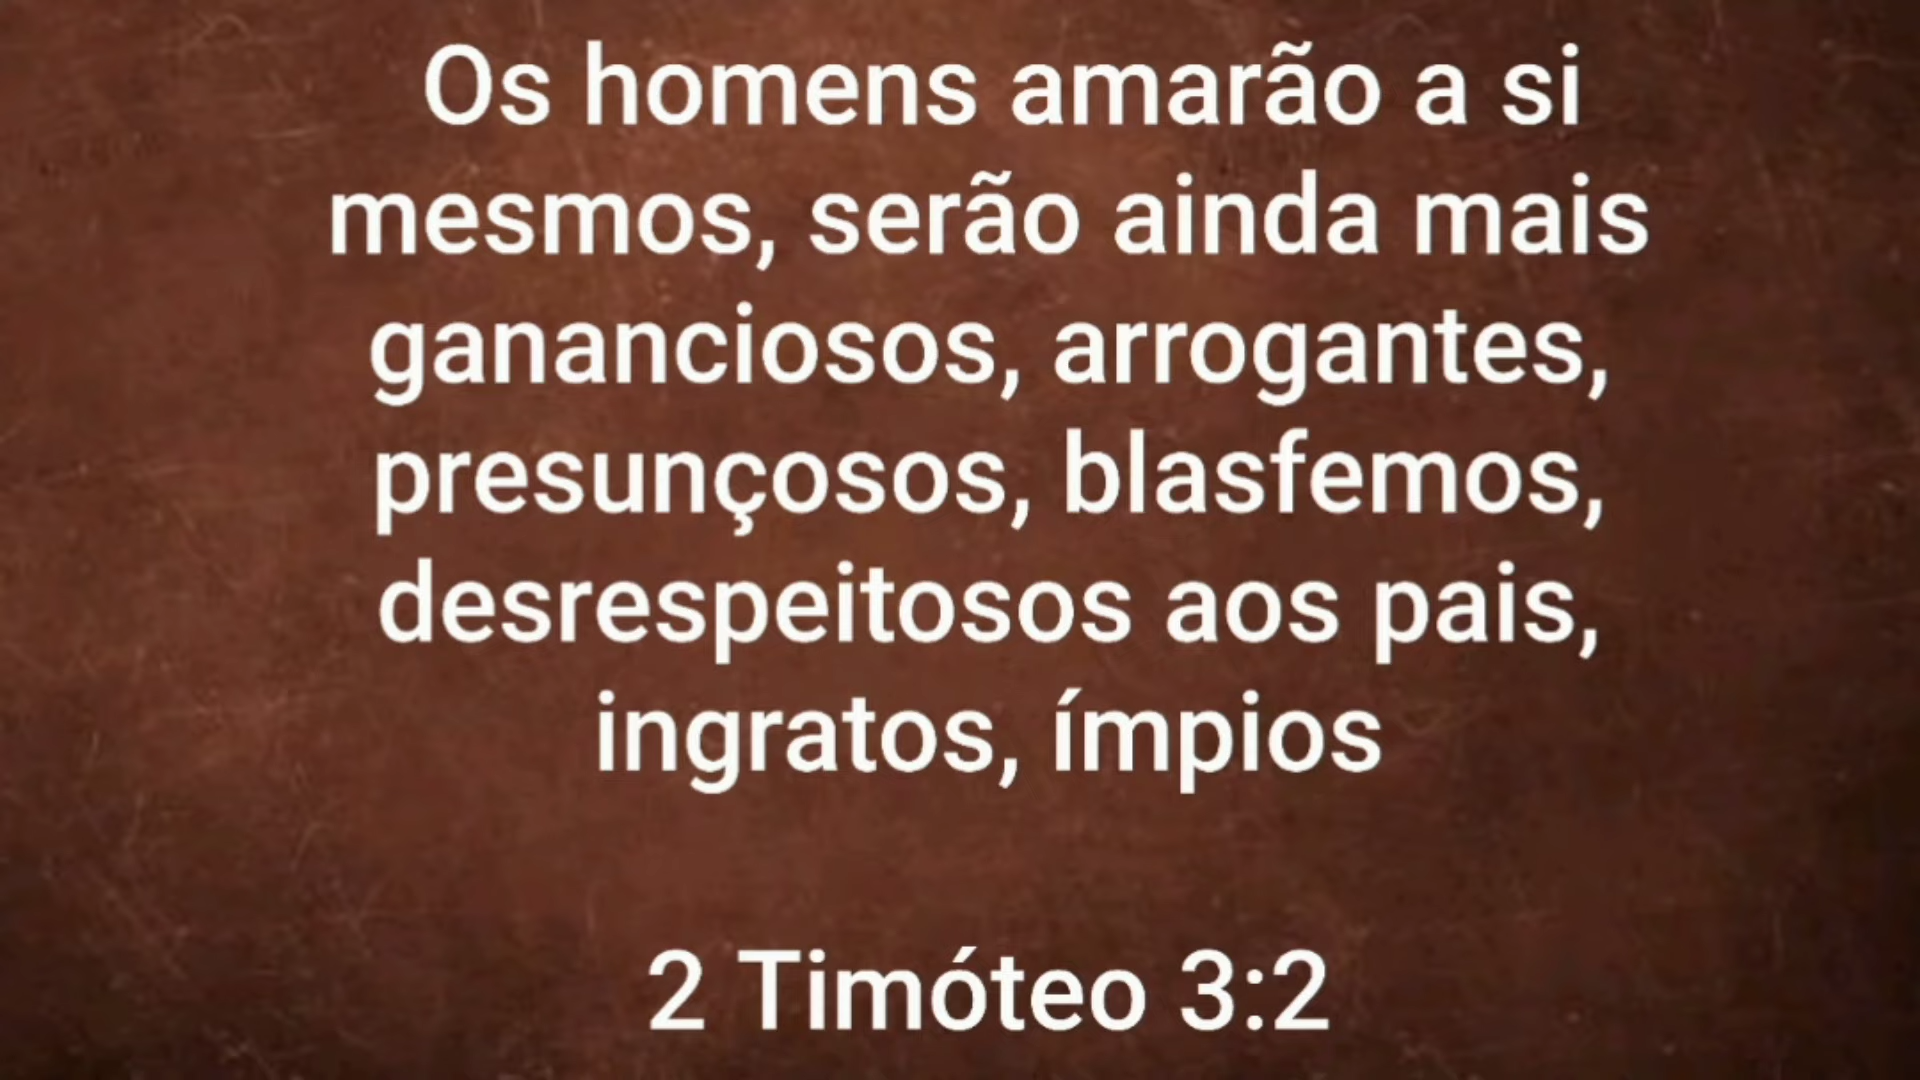 Os homens amarão a si
mesmos, serão ainda mais
gananciosos, arrogantes,
presunçosos, blasfemos,
desrespeitosos aos pais,
ingratos, ímpios
2 Timóteo 3:2